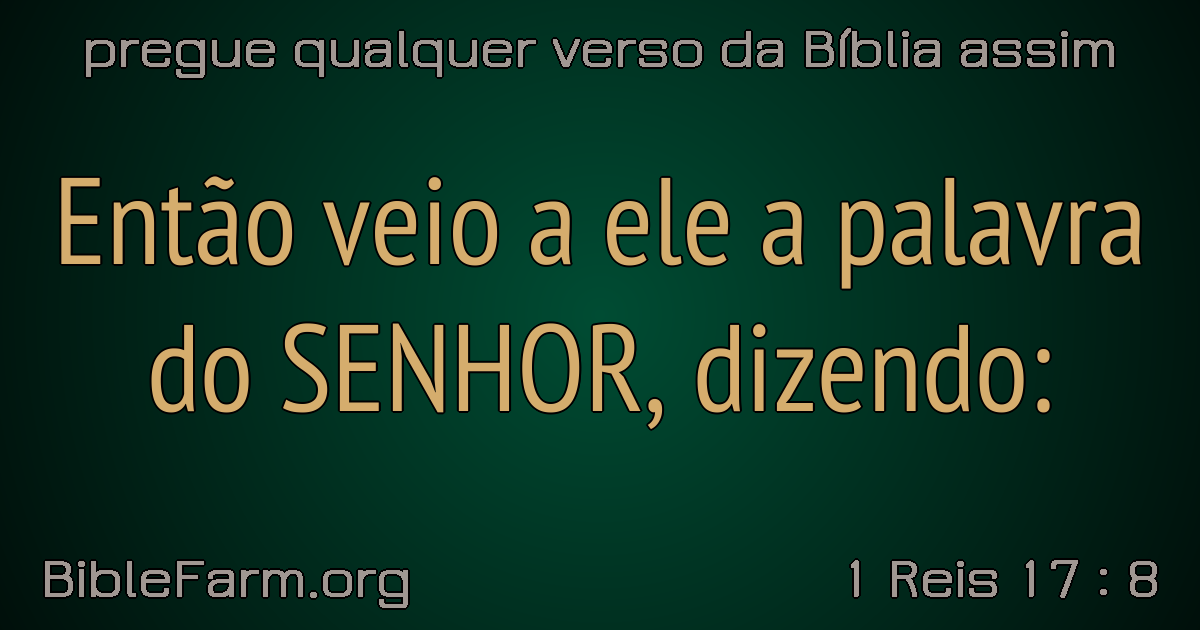 pregue qualquer verso da Bíblia assim
Então veio a ele a palavra
do SENHOR, dizendo:
BibleFarm.org
1 Reis 17 : 8